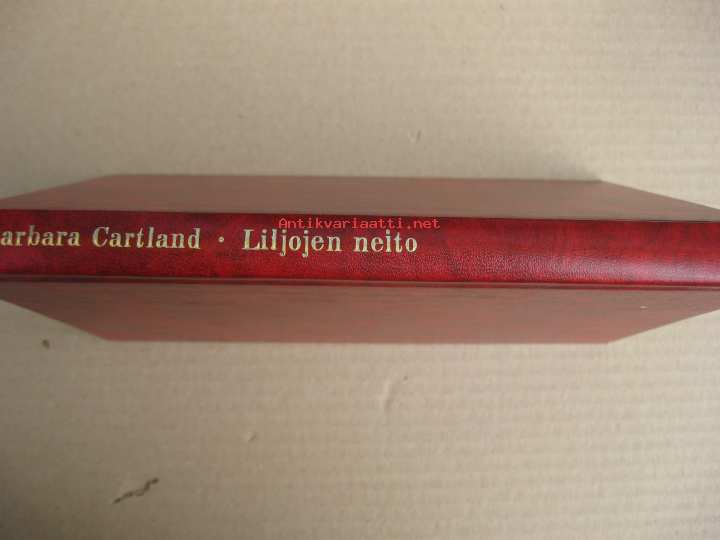 Antikvariaatti.net
arbara Cartland · Liljojen neito